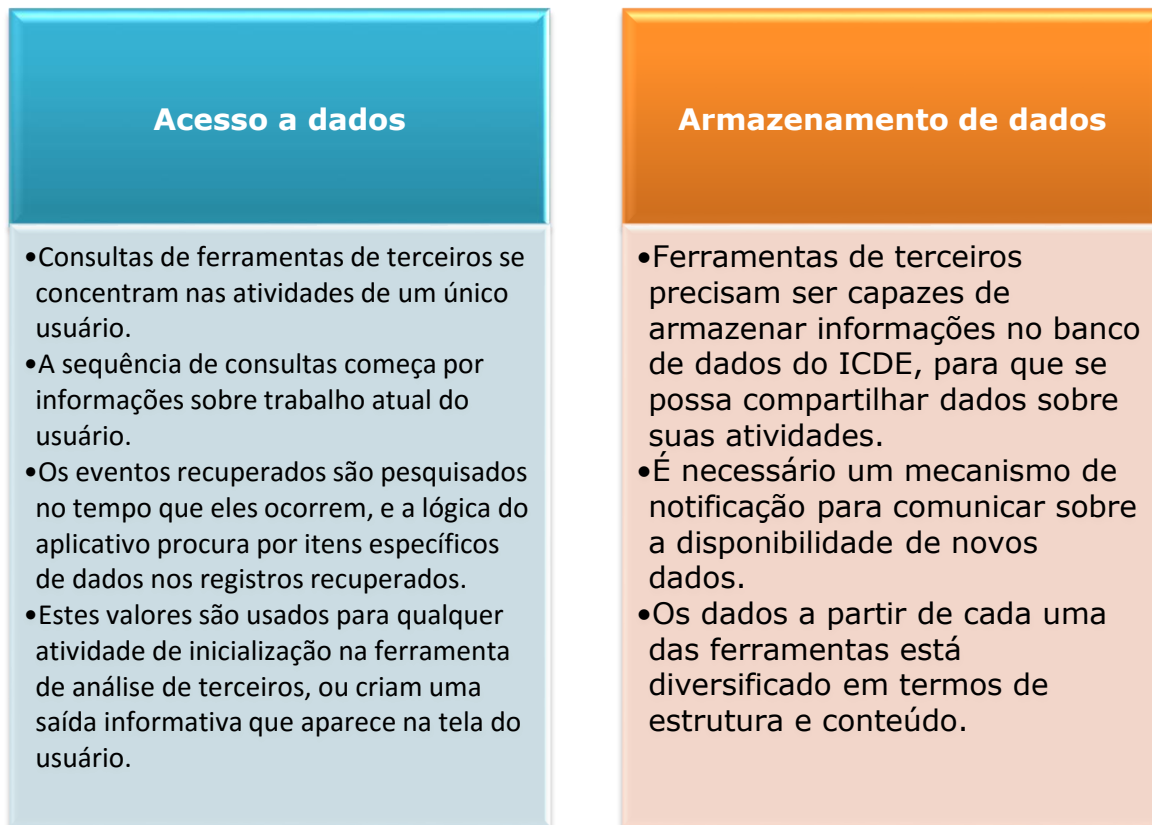 Acesso a dados
•Consultas de ferramentas de terceiros se
concentram nas atividades de um único
usuário.
•A sequência de consultas começa por
informações sobre trabalho atual do
usuário.
•Os eventos recuperados são pesquisados
no tempo que eles ocorrem, e a lógica do
aplicativo procura por itens específicos
de dados nos registros recuperados.
•Estes valores são usados para qualquer
atividade de inicialização na ferramenta
de análise de terceiros, ou criam uma
saída informativa que aparece na tela do
usuário.
Armazenamento de dados
•Ferramentas de terceiros
precisam ser capazes de
armazenar informações no banco
de dados do ICDE, para que se
possa compartilhar dados sobre
suas atividades.
•É necessário um mecanismo de
notificação para comunicar sobre
a disponibilidade de novos
dados.
•Os dados a partir de cada uma
das ferramentas está
diversificado em termos de
estrutura e conteúdo.